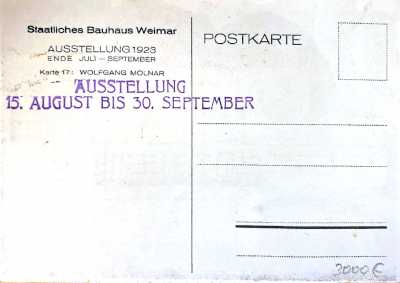 Staatliches Bauhaus Weimar
AUSSTELLUNG 1923
ENDE JULI – SEPTEMBER
Karte 17: WOLFGANG MOLNAR
AUSSTELLUNG
15. AUGUST BIS 30. SEPTEMBER
POSTKARTE
3000 €